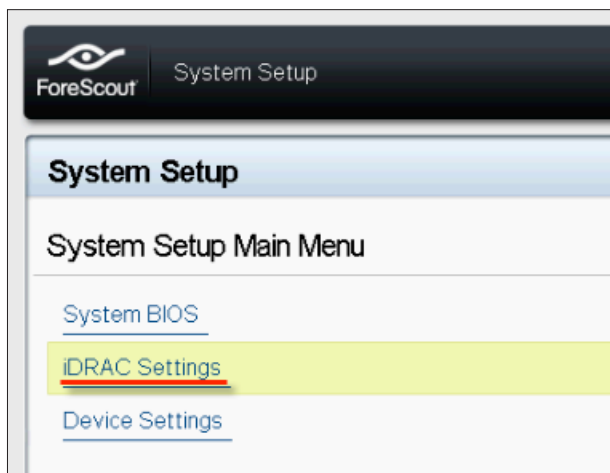 ForeScout
System Setup
System Setup
System Setup Main Menu
System BIOS
iDRAC Settings
Device Settings